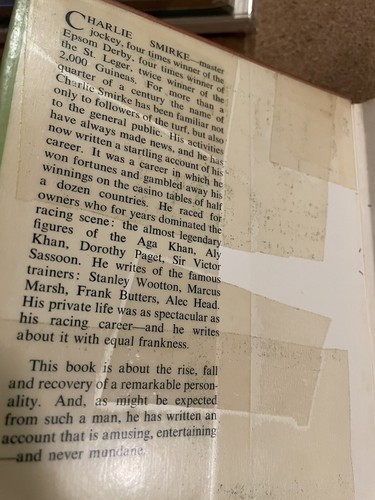 CHARLIE SMIRKE—master
jockey, four times winner of the
Epsom Derby, four times winner of
the St. Leger, twice winner of the
2,000 Guineas. For more than a
quarter of a century the name of
Charlie Smirke has been familiar not
only to followers of the turf, but also
to the general public. His activities
have always made news, and he has
now written a startling account of his
career. It was a career in which he
won fortunes and gambled away his
winnings on the casino tables of half
a dozen countries. He raced for
owners who for years dominated the
racing scene: the almost legendary
figures of the Aga Khan, Aly
Khan, Dorothy Paget, Sir Victor
Sassoon. He writes of the famous
trainers: Stanley Wootton, Marcus
Marsh, Frank Butters, Alec Head.
His private life was as spectacular as
his racing career—and he writes
about it with equal frankness.
This book is about the rise, fall
and recovery of a remarkable person-
ality. And, as might be expected
from such a man, he has written an
account that is amusing, entertaining
—and never mundane.